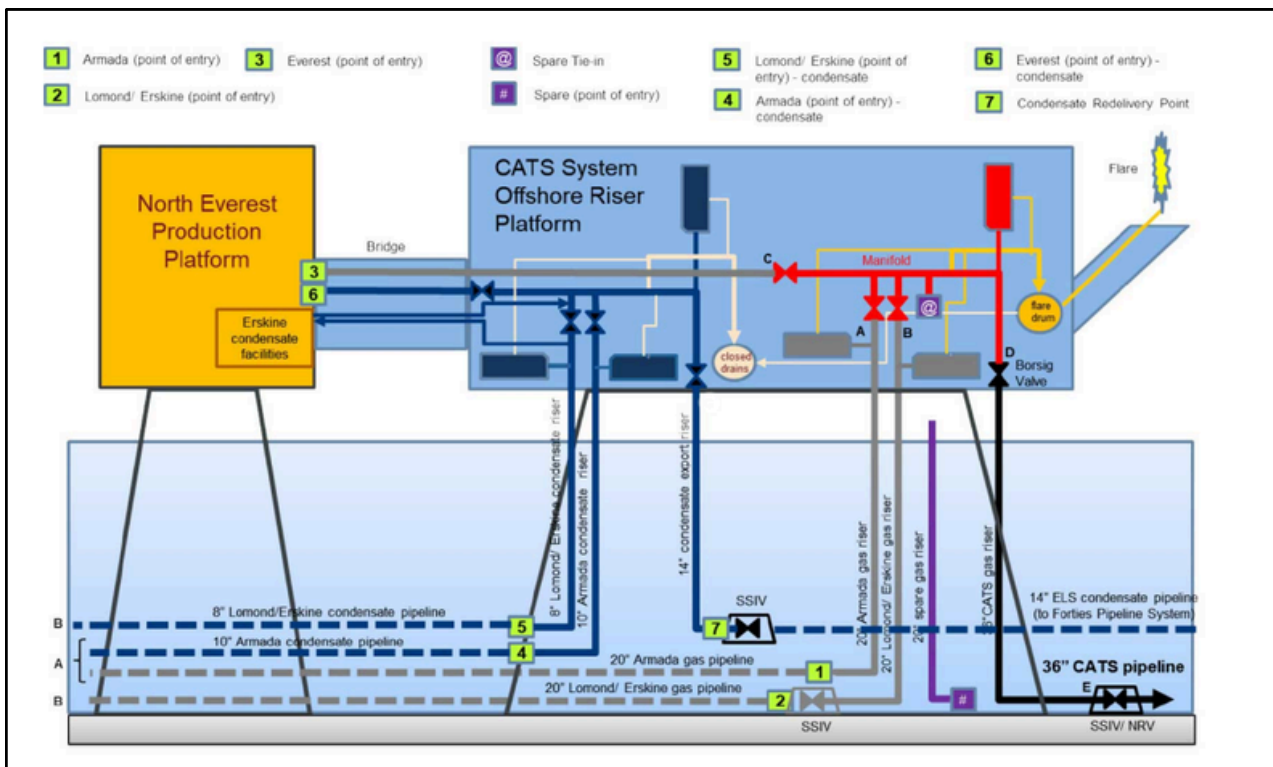 1 Armada (point of entry)
3 Everest (point of entry)
2 Lomond/ Erskine (point of entry)
@ Spare Tie-in
# Spare (point of entry)
5 Lomond/ Erskine (point of
entry) - condensate
4 Armada (point of entry) -
condensate
6 Everest (point of entry) -
condensate
7 Condensate Redelivery Point
North Everest
Production
Platform
Bridge
CATS System
Offshore Riser
Platform
Flare
3
6
Erskine
condensate
facilities
C
Manifold
@
flare
drum
A
B
closed
drains
D
Borsig
Valve
8" Lomond/ Erskine condensate riser
10" Armada condensate riser
14" condensate export riser
20" Armada gas riser
20" Lomond/ Erskine gas riser
20" spare gas riser
36" CATS gas riser
B
8" Lomond/Erskine condensate pipeline
5
7
SSIV
14" ELS condensate pipeline
(to Forties Pipeline System)
A
10" Armada condensate pipeline
4
20" Armada gas pipeline
1
36" CATS pipeline
B
20" Lomond/ Erskine gas pipeline
2
SSIV
#
E
SSIV/ NRV